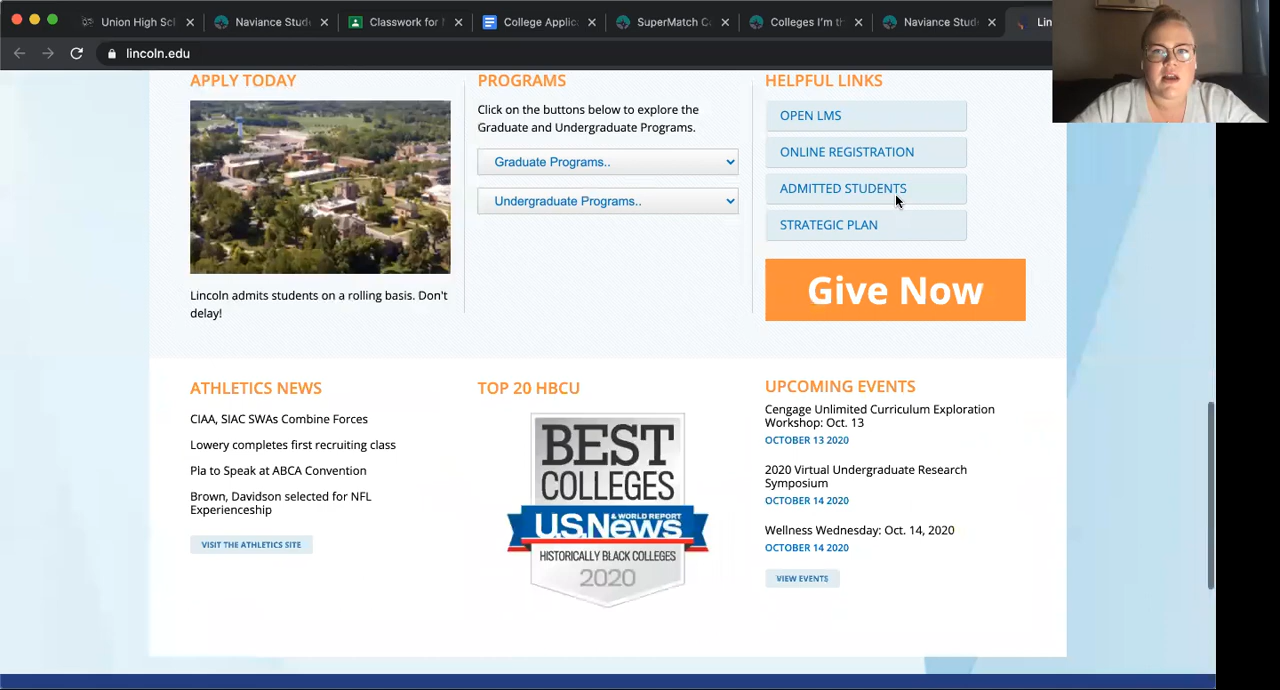 Union High Scl
Naviance Stud
Classwork for
College Applic
SuperMatch C
Colleges I'm th
Naviance Stud
Lin
lincoln.edu
APPLY TODAY
Lincoln admits students on a rolling basis. Don't
delay!
PROGRAMS
Click on the buttons below to explore the
Graduate and Undergraduate Programs.
Graduate Programs..
Undergraduate Programs..
HELPFUL LINKS
OPEN LMS
ONLINE REGISTRATION
ADMITTED STUDENTS
STRATEGIC PLAN
Give Now
ATHLETICS NEWS
CIAA, SIAC SWAs Combine Forces
Lowery completes first recruiting class
Pla to Speak at ABCA Convention
Brown, Davidson selected for NFL
Experienceship
VISIT THE ATHLETICS SITE
TOP 20 HBCU
BEST
COLLEGES
U.S.News
& WORLD REPORT
HISTORICALLY BLACK COLLEGES
2020
UPCOMING EVENTS
Cengage Unlimited Curriculum Exploration
Workshop: Oct. 13
OCTOBER 13 2020
2020 Virtual Undergraduate Research
Symposium
OCTOBER 14 2020
Wellness Wednesday: Oct. 14, 2020
OCTOBER 14 2020
VIEW EVENTS